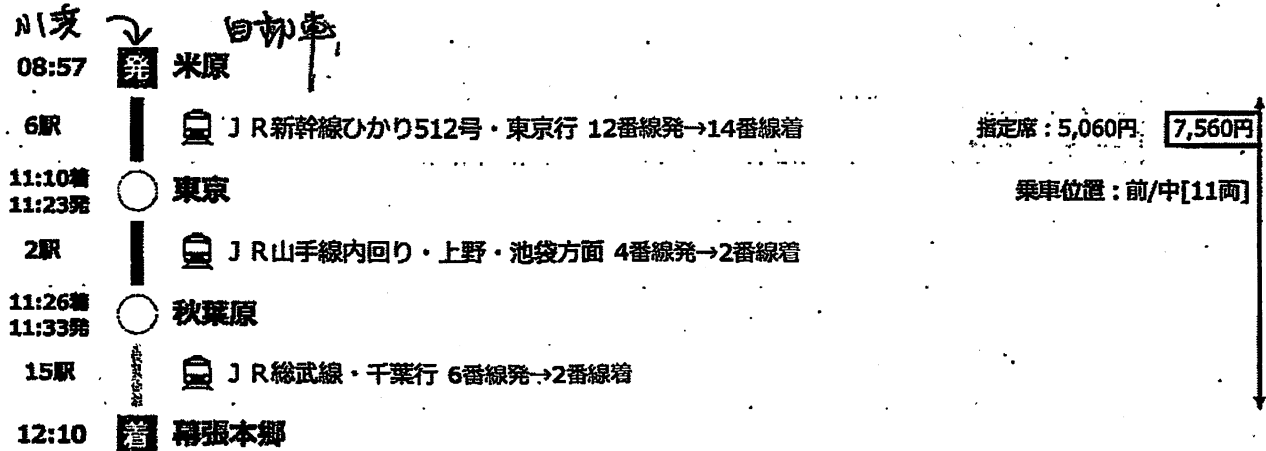 自動車
08:57 発 米原
6駅 JR新幹線ひかり512号・東京行 12番線発→14番線着 指定席:5,060円 7,560円
11:10着
11:23発 東京 乗車位置:前/中[11両]
2駅 JR山手線内回り・上野・池袋方面 4番線発→2番線着
11:26着
11:33発 秋葉原
15駅 JR総武線・千葉行 6番線発→2番線着
12:10 着 幕張本郷